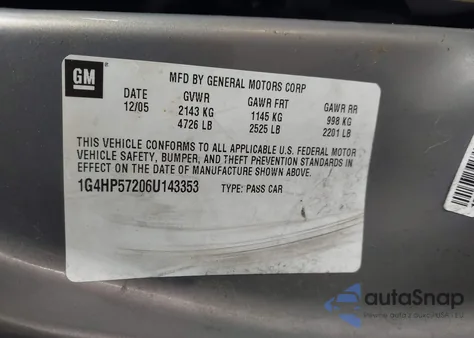 GM
MFD BY GENERAL MOTORS CORP
DATE GVWR GAWR FRT GAWR RR
12/05 2143 KG 1145 KG 998 KG
4726 LB 2525 LB 2201 LB
THIS VEHICLE CONFORMS TO ALL APPLICABLE U.S. FEDERAL MOTOR
VEHICLE SAFETY, BUMPER, AND THEFT PREVENTION STANDARDS IN
EFFECT ON THE DATE OF MANUFACTURE SHOWN ABOVE.
1G4HP57206U143353 TYPE: PASS CAR
autaSnap